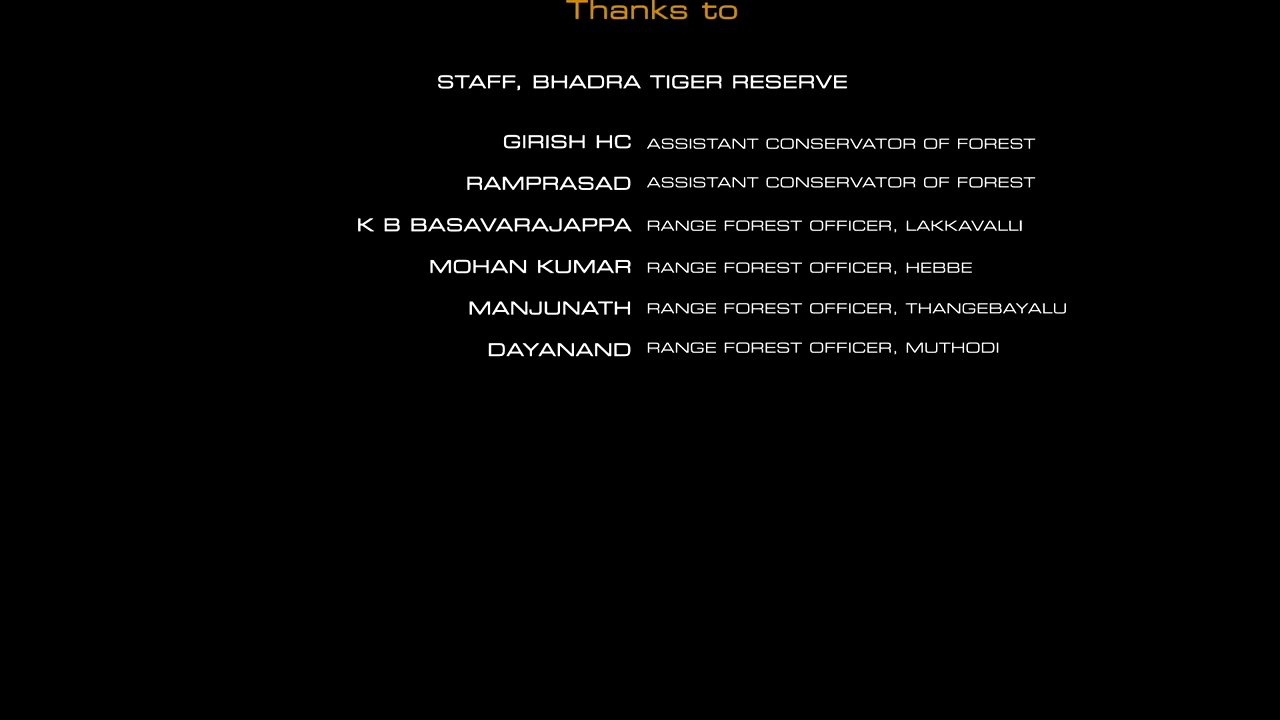 Thanks to
STAFF, BHADRA TIGER RESERVE
GIRISH HC ASSISTANT CONSERVATOR OF FOREST
RAMPRASAD ASSISTANT CONSERVATOR OF FOREST
K B BASAVARAJAPPA RANGE FOREST OFFICER, LAKKAVALLI
MOHAN KUMAR RANGE FOREST OFFICER, HEBBE
MANJUNATH RANGE FOREST OFFICER, THANGEBAYALU
DAYANAND RANGE FOREST OFFICER, MUTHODI